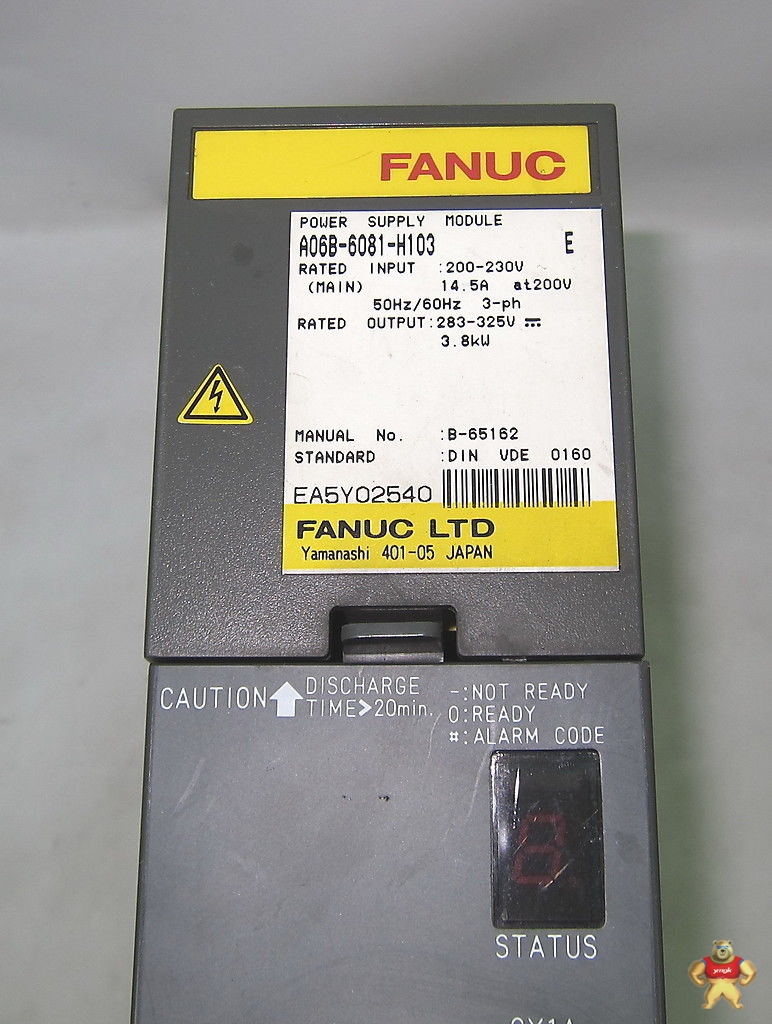 FANUC
POWER SUPPLY MODULE
A06B-6081-H103 E
RATED INPUT :200-230V
(MAIN) 14.5A at200V
50Hz/60Hz 3-ph
RATED OUTPUT:283-325V ⎓
3.8kW
MANUAL No. :B-65162
STANDARD :DIN VDE 0160
EA5Y02540
FANUC LTD
Yamanashi 401-05 JAPAN
CAUTION DISCHARGE
TIME>20min.
-:NOT READY
0:READY
#:ALARM CODE
8
STATUS
ymgk